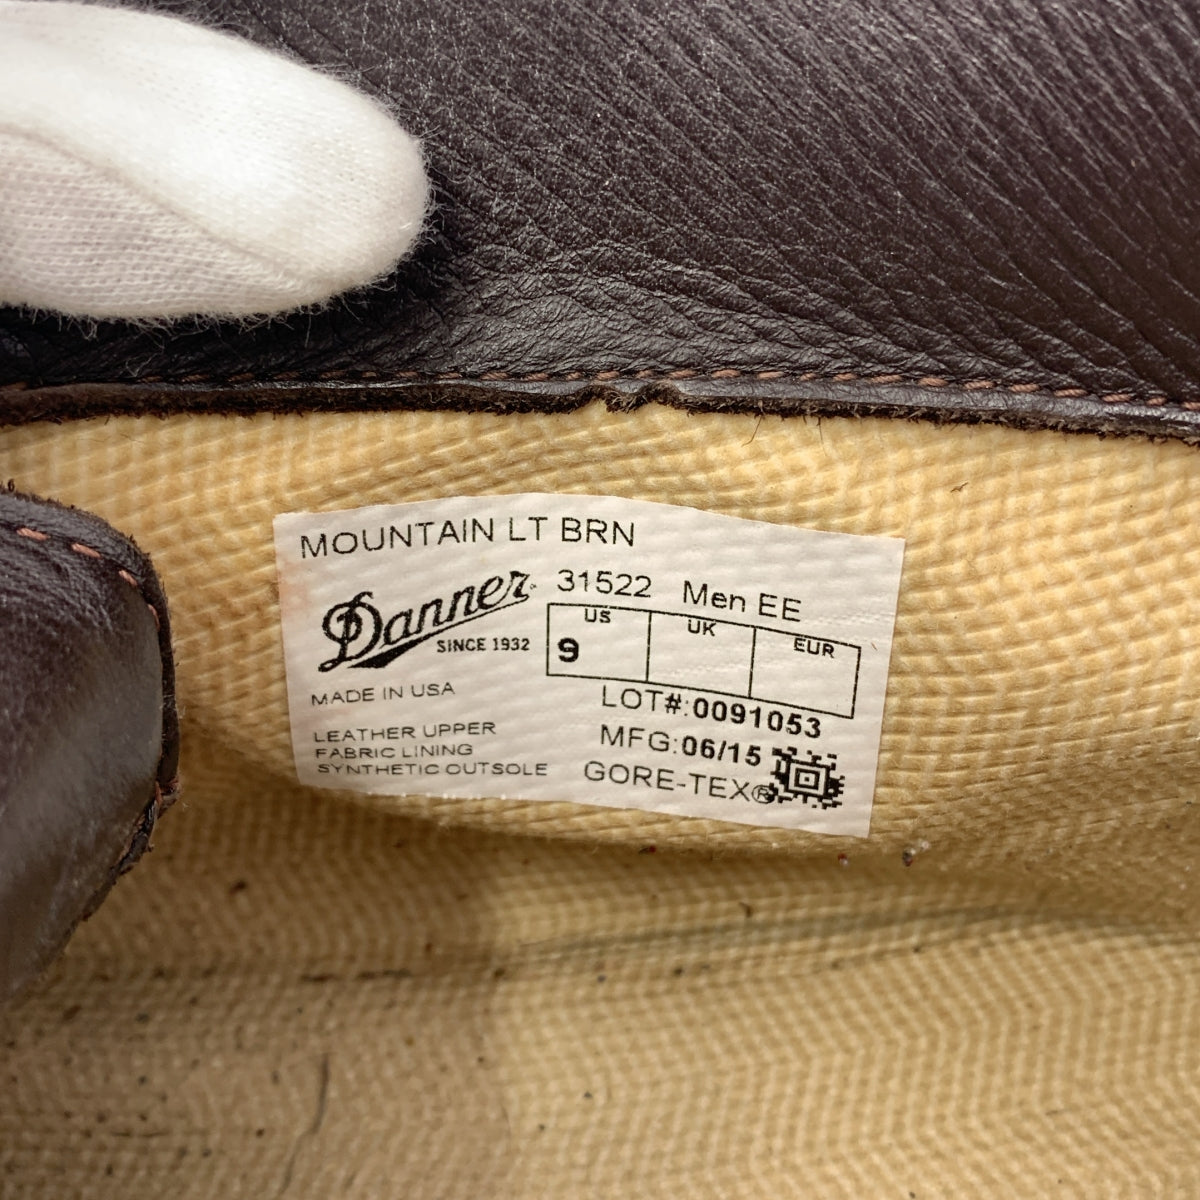 MOUNTAIN LT BRN
Danner
SINCE 1932
31522 Men EE
US UK EUR
9
MADE IN USA
LOT#:0091053
LEATHER UPPER
FABRIC LINING
SYNTHETIC OUTSOLE
MFG:06/15
GORE-TEX®